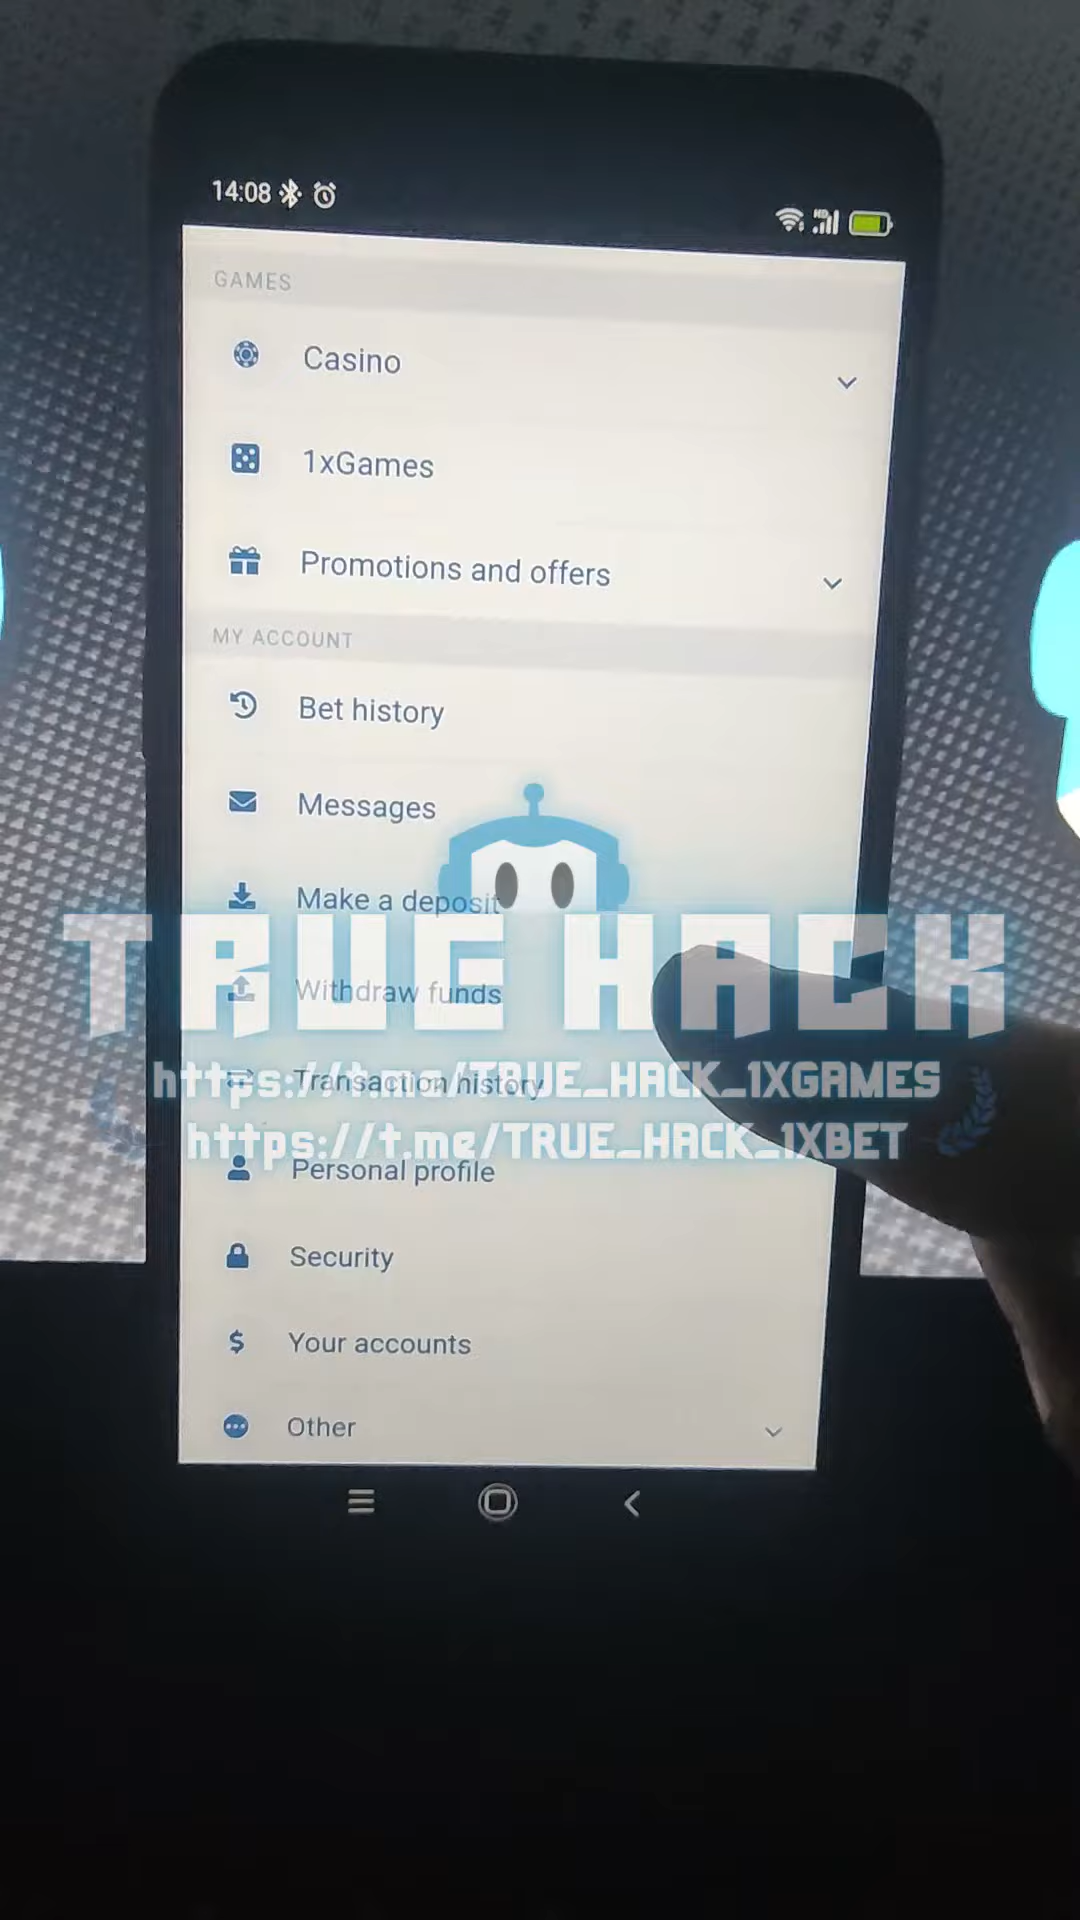 14:08
GAMES
Casino
1xGames
Promotions and offers
MY ACCOUNT
Bet history
Messages
Make a deposit
TRUE HACK
Withdraw funds
https://t.me/TRUE_HACK_1XGAMES
Transaction history
https://t.me/TRUE_HACK_1XBET
Personal profile
Security
Your accounts
Other